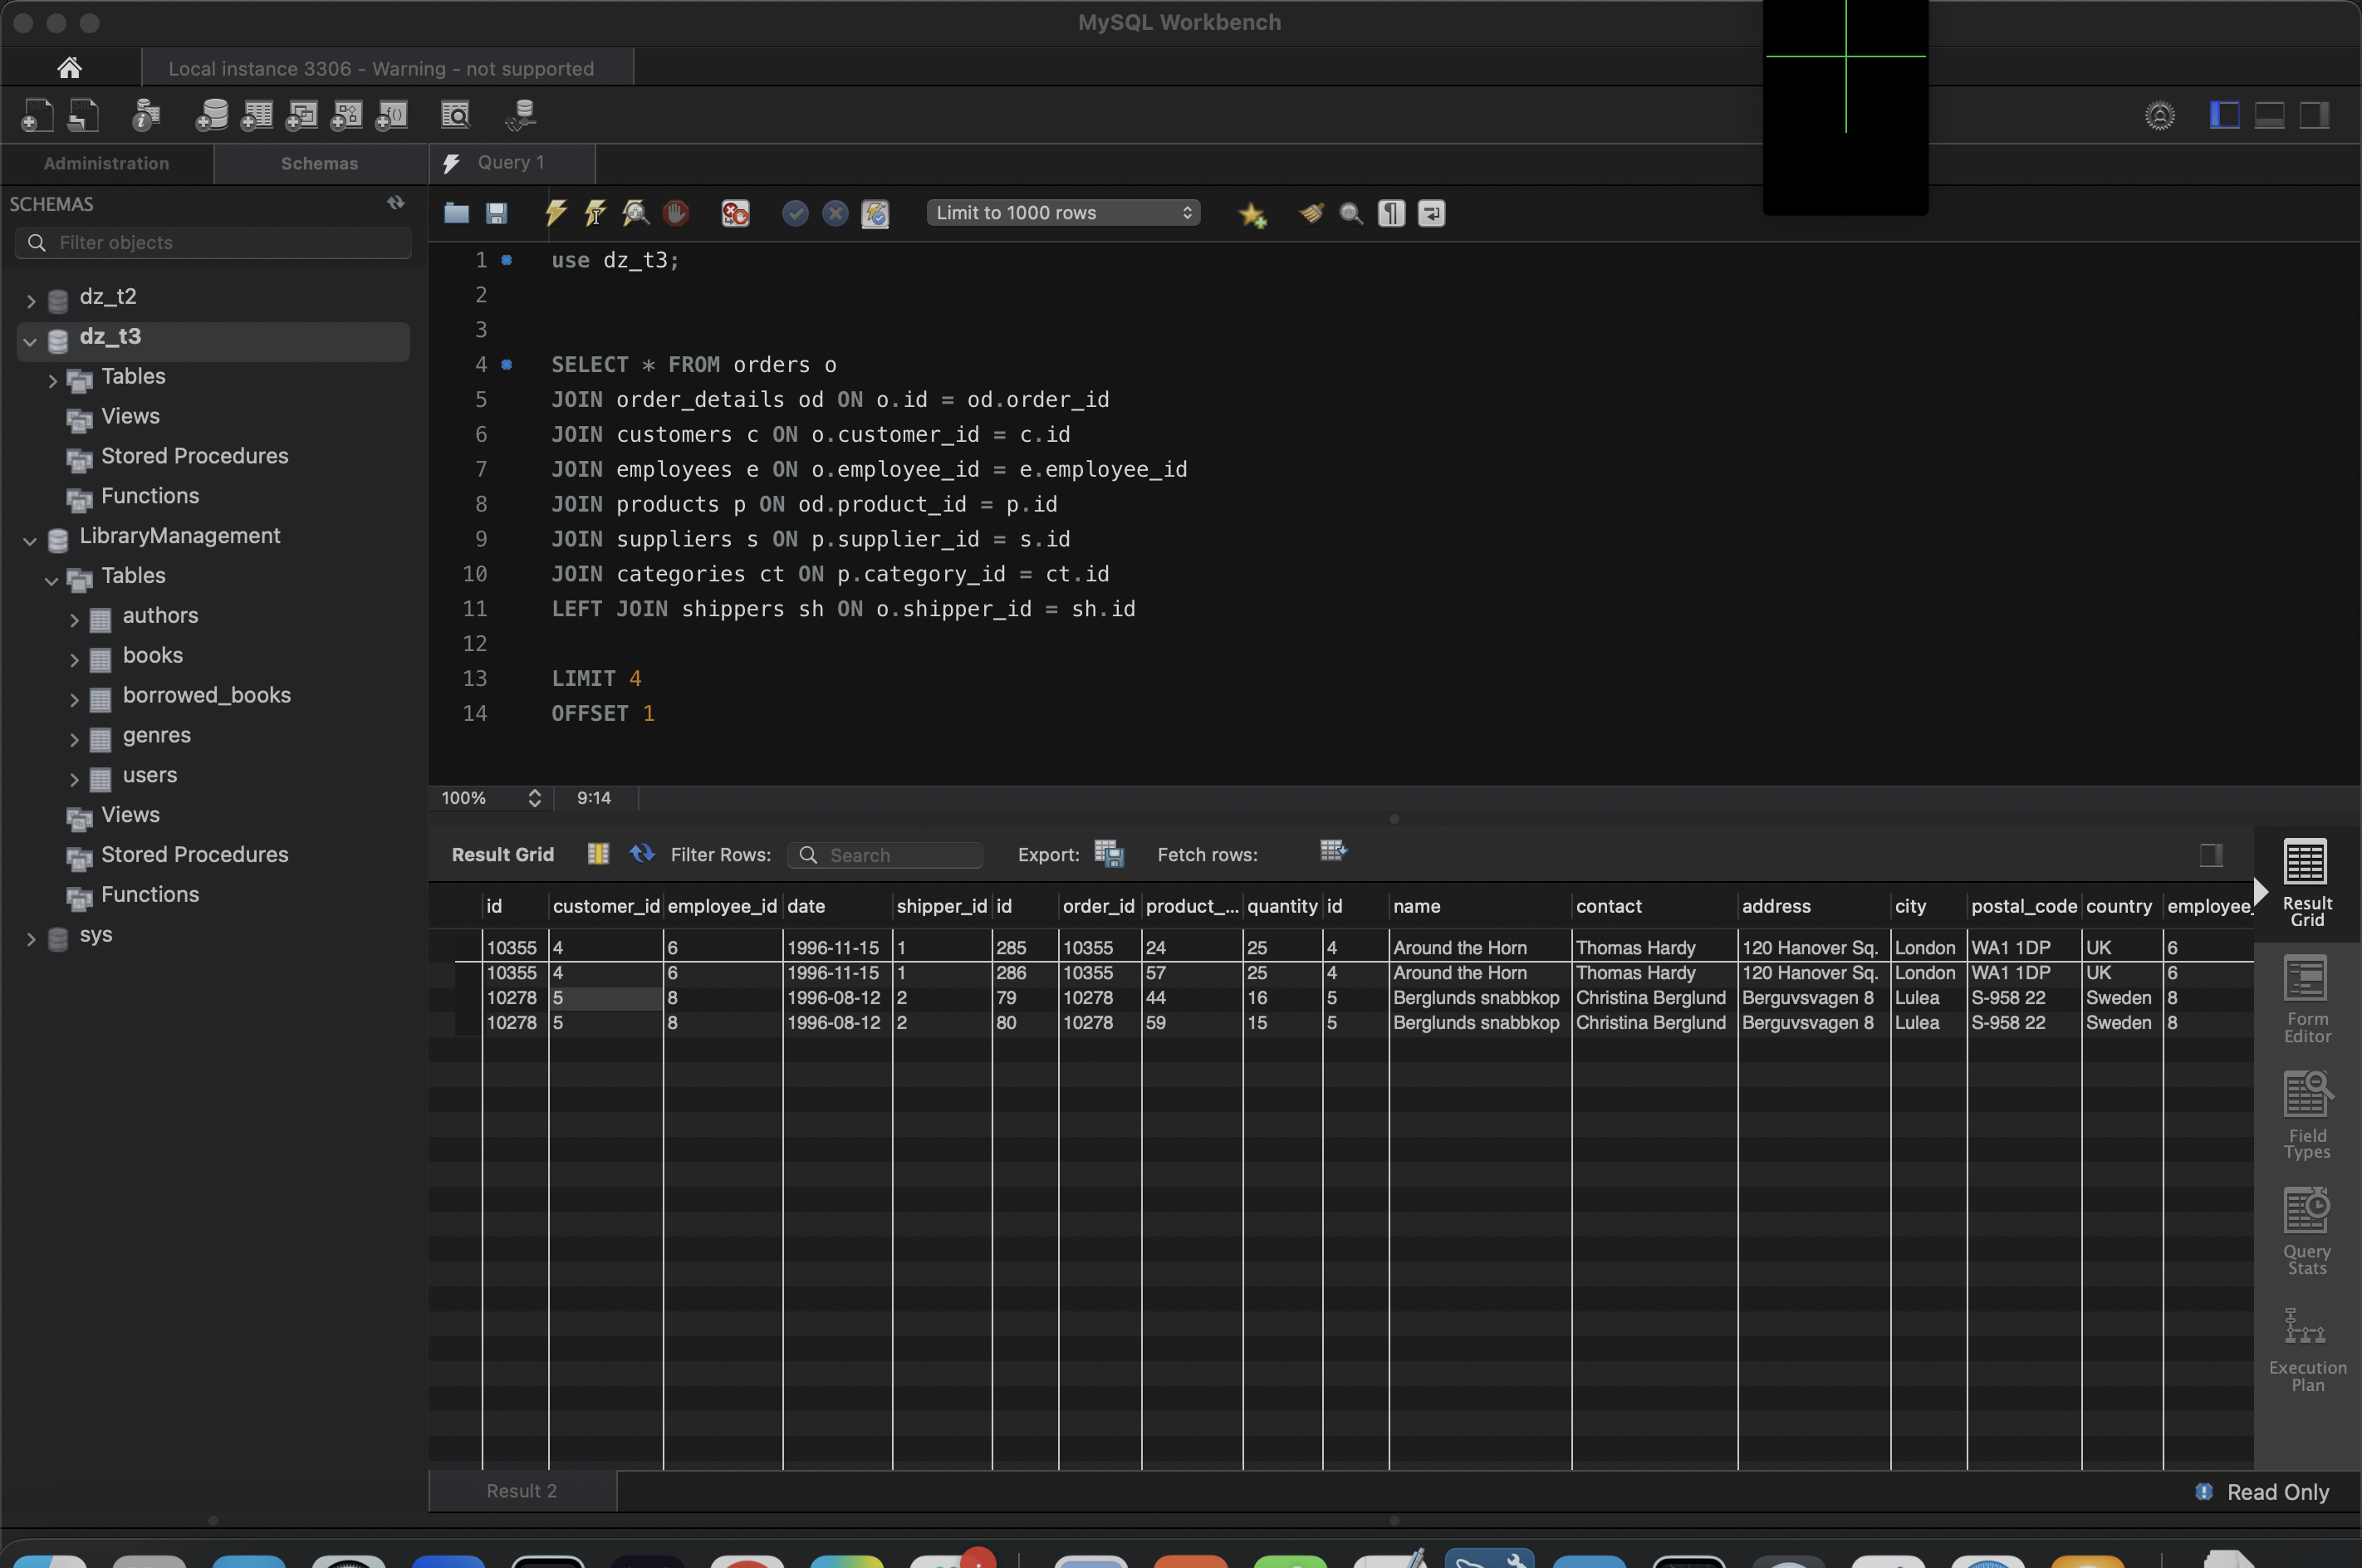 MySQL Workbench
Local instance 3306 - Warning - not supported
Administration
Schemas
Query 1
SCHEMAS
Filter objects
dz_t2
dz_t3
Tables
Views
Stored Procedures
Functions
LibraryManagement
Tables
authors
books
borrowed_books
genres
users
Views
Stored Procedures
Functions
sys
Limit to 1000 rows
1 use dz_t3;
2
3
4 SELECT * FROM orders o
5 JOIN order_details od ON o.id = od.order_id
6 JOIN customers c ON o.customer_id = c.id
7 JOIN employees e ON o.employee_id = e.employee_id
8 JOIN products p ON od.product_id = p.id
9 JOIN suppliers s ON p.supplier_id = s.id
10 JOIN categories ct ON p.category_id = ct.id
11 LEFT JOIN shippers sh ON o.shipper_id = sh.id
12
13 LIMIT 4
14 OFFSET 1
100% 9:14
Result Grid Filter Rows: Search Export: Fetch rows:
id customer_id employee_id date shipper_id id order_id product_... quantity id name contact address city postal_code country employee_
10355 4 6 1996-11-15 1 285 10355 24 25 4 Around the Horn Thomas Hardy 120 Hanover Sq. London WA1 1DP UK 6
10355 4 6 1996-11-15 1 286 10355 57 25 4 Around the Horn Thomas Hardy 120 Hanover Sq. London WA1 1DP UK 6
10278 5 8 1996-08-12 2 79 10278 44 16 5 Berglunds snabbkop Christina Berglund Berguvsvagen 8 Lulea S-958 22 Sweden 8
10278 5 8 1996-08-12 2 80 10278 59 15 5 Berglunds snabbkop Christina Berglund Berguvsvagen 8 Lulea S-958 22 Sweden 8
Result
Grid
Form
Editor
Field
Types
Query
Stats
Execution
Plan
Result 2
Read Only